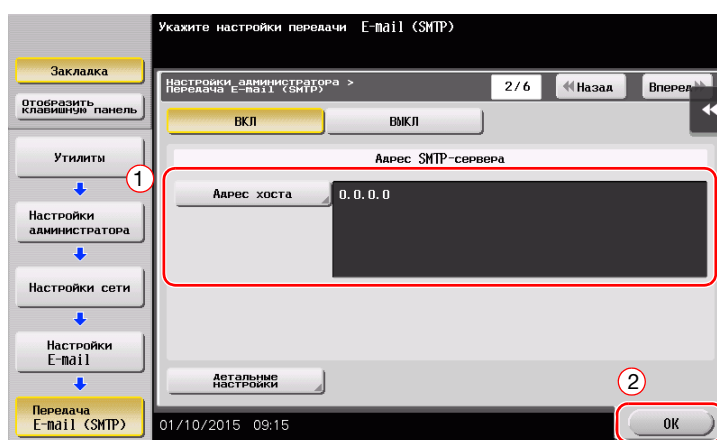 Укажите настройки передачи E-mail (SMTP)
Закладка
Отобразить
клавишную панель
Настройки администратора >
Передача E-mail (SMTP)
2/6
Назад
Вперед
ВКЛ
ВЫКЛ
Утилиты
1
Адрес SMTP-сервера
Адрес хоста
0.0.0.0
Настройки
администратора
Настройки сети
Настройки
E-mail
Детальные
настройки
2
Передача
E-mail (SMTP)
01/10/2015 09:15
OK